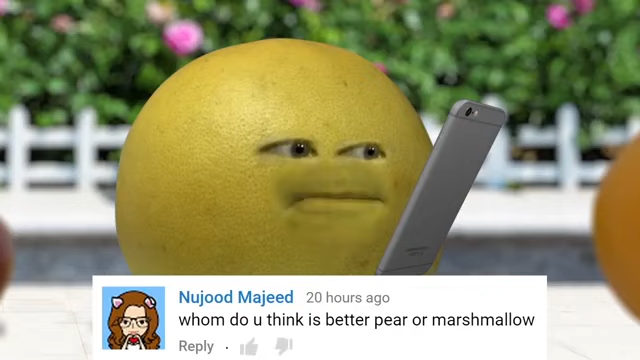 Nujood Majeed 20 hours ago
whom do u think is better pear or marshmallow
Reply ·